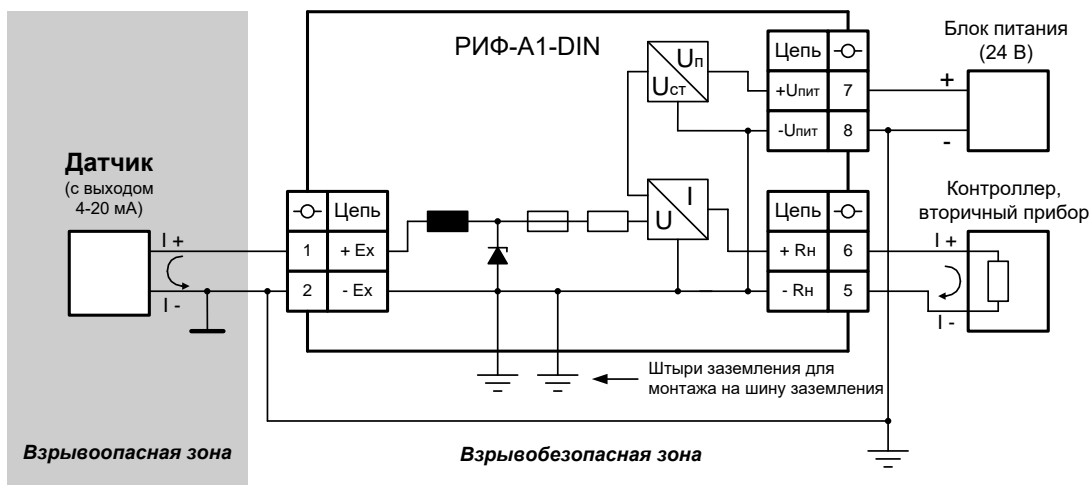 РИФ-А1-DIN
Блок питания
(24 В)
Uп
Uст
Цепь
+Uпит
7
-Uпит
8
+
-
Датчик
(с выходом
4-20 мА)
Цепь
1
+ Ex
2
- Ex
I +
I -
I
U
Контроллер,
вторичный прибор
Цепь
+ Rн
6
- Rн
5
I +
I -
Штыри заземления для
монтажа на шину заземления
Взрывоопасная зона
Взрывобезопасная зона